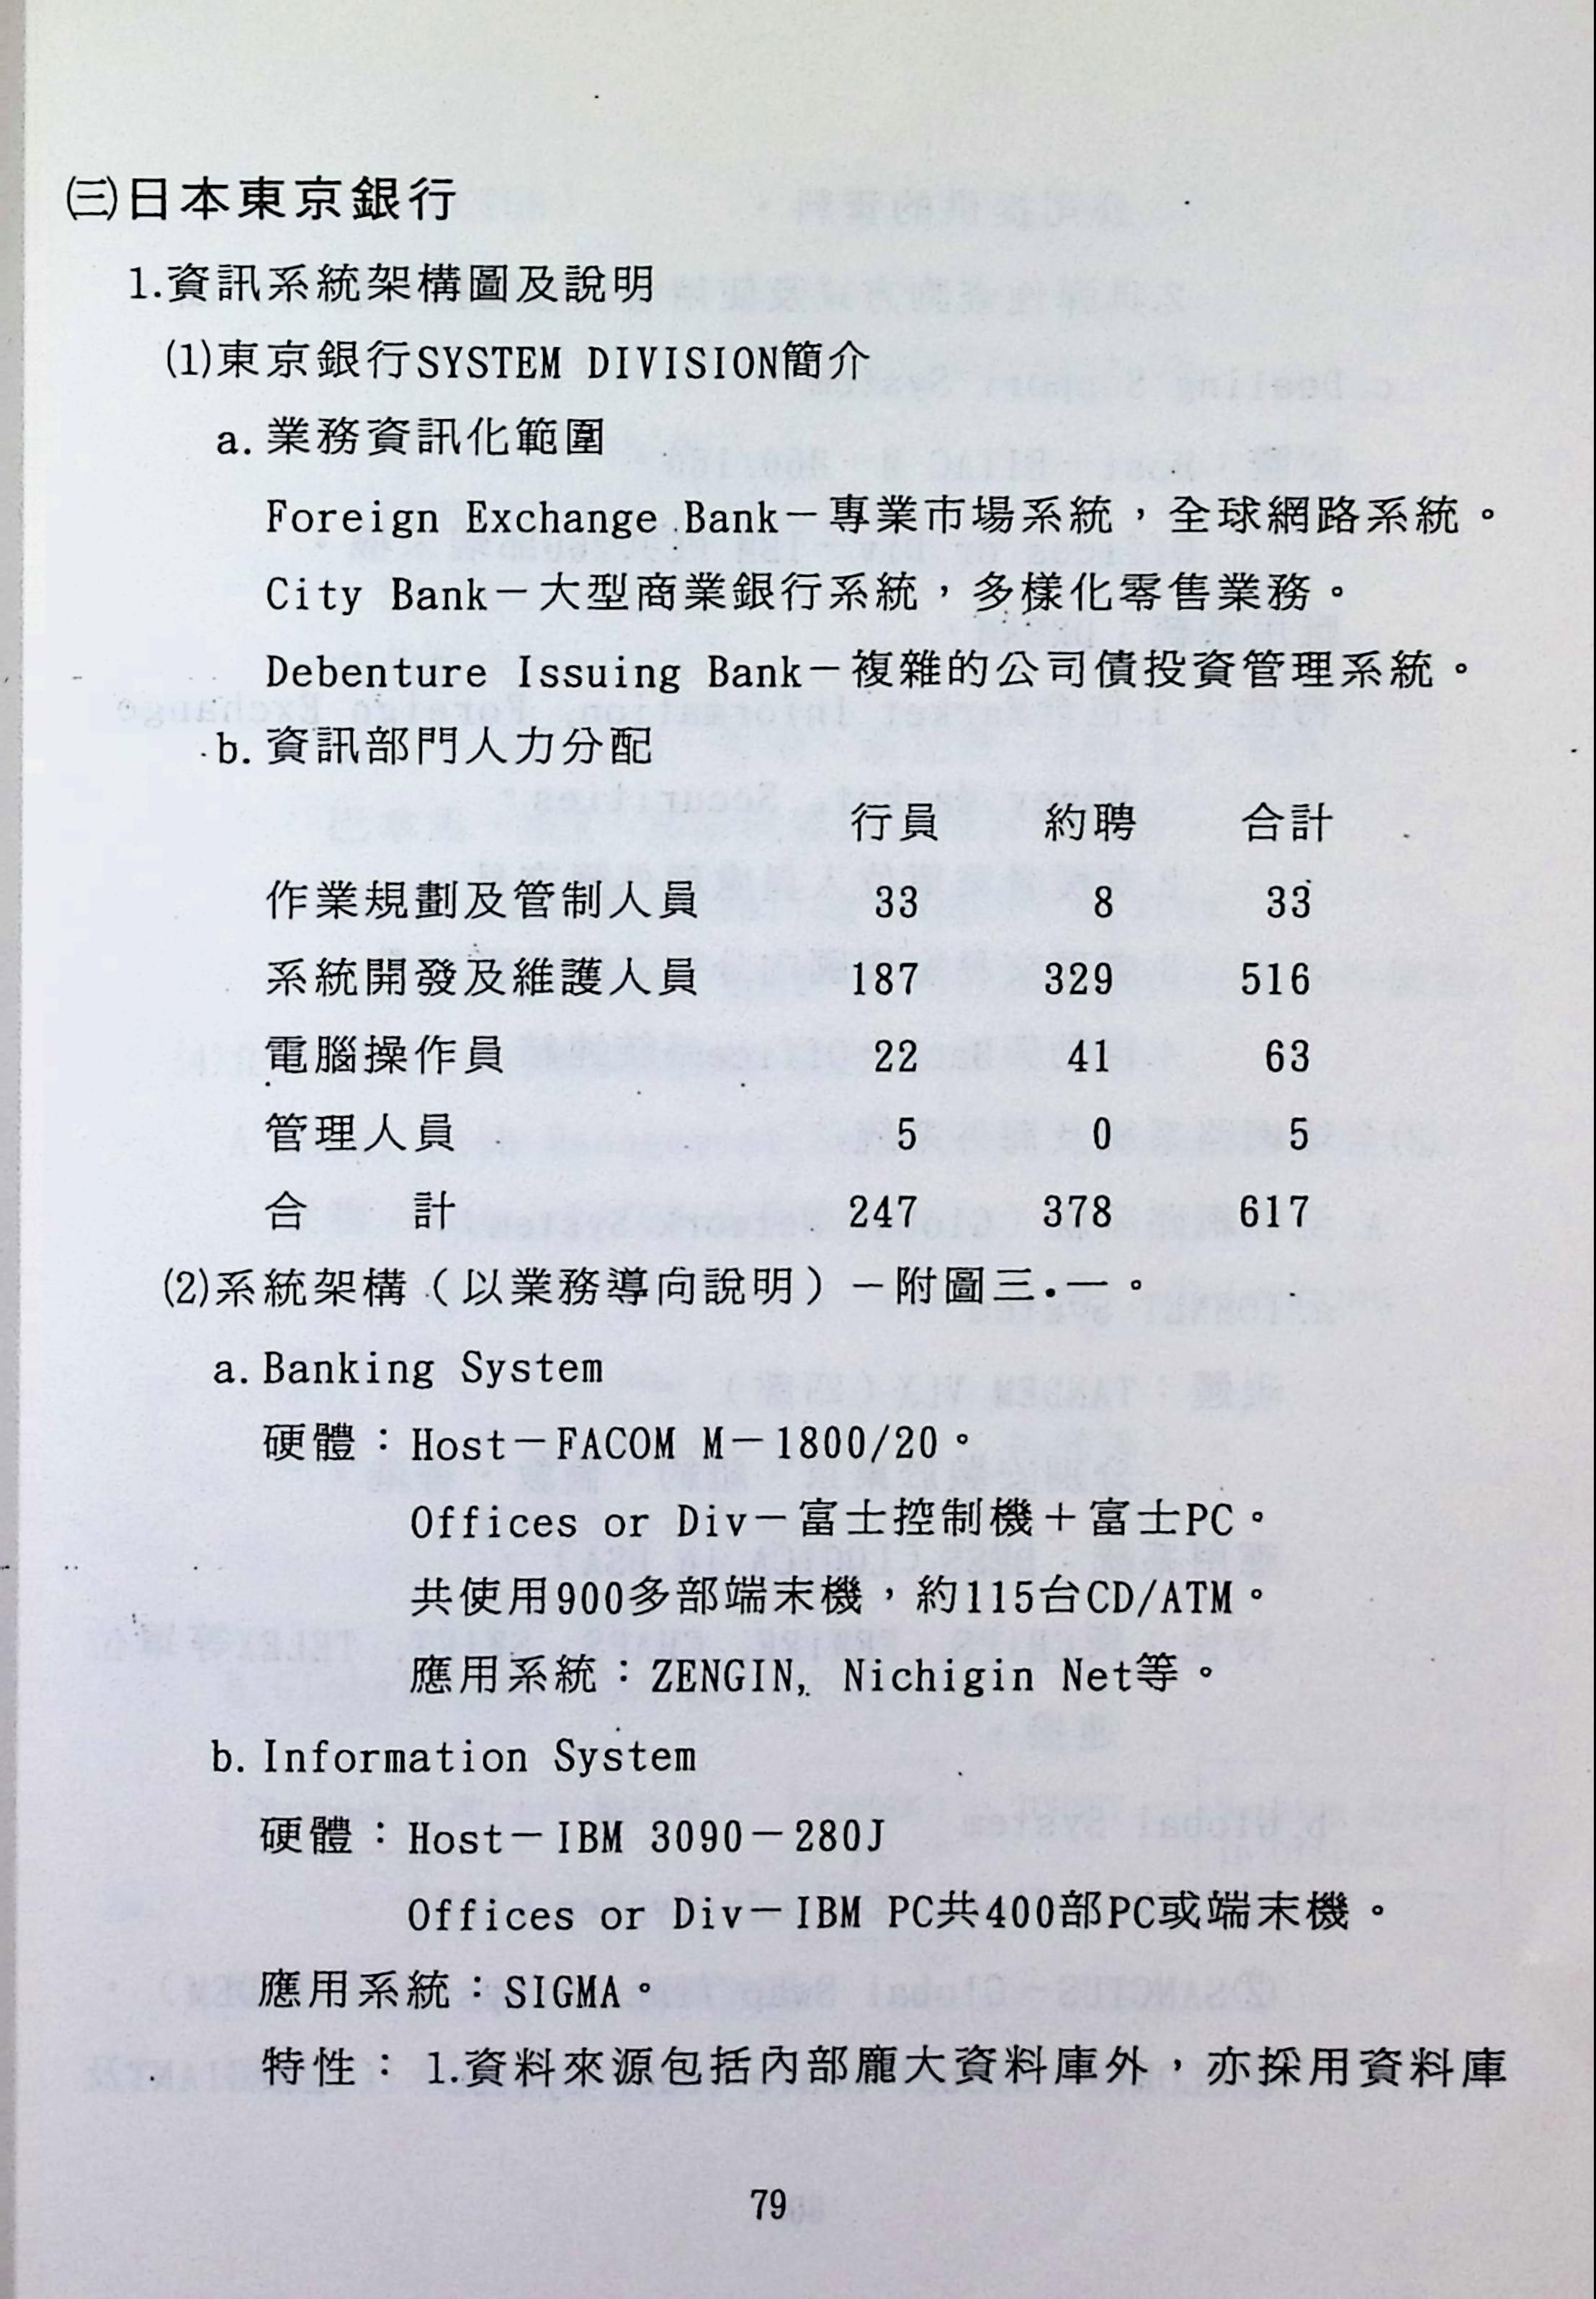 ㈢日本東京銀行
1.資訊系統架構圖及說明
⑴東京銀行SYSTEM DIVISION簡介
a.業務資訊化範圍
Foreign Exchange Bank－專業市場系統，全球網路系統。
City Bank－大型商業銀行系統，多樣化零售業務。
Debenture Issuing Bank－複雜的公司債投資管理系統。
b.資訊部門人力分配
行員 約聘 合計
作業規劃及管制人員 33 8 33
系統開發及維護人員 187 329 516
電腦操作員 22 41 63
管理人員 5 0 5
合 計 247 378 617
⑵系統架構（以業務導向說明）－附圖三.一。
a.Banking System
硬體：Host－FACOM M－1800/20。
Offices or Div－富士控制機＋富士PC。
共使用900多部端末機，約115台CD/ATM。
應用系統：ZENGIN, Nichigin Net等。
b.Information System
硬體：Host－IBM 3090－280J
Offices or Div－IBM PC共400部PC或端末機。
應用系統：SIGMA。
特性： 1.資料來源包括內部龐大資料庫外，亦採用資料庫
79